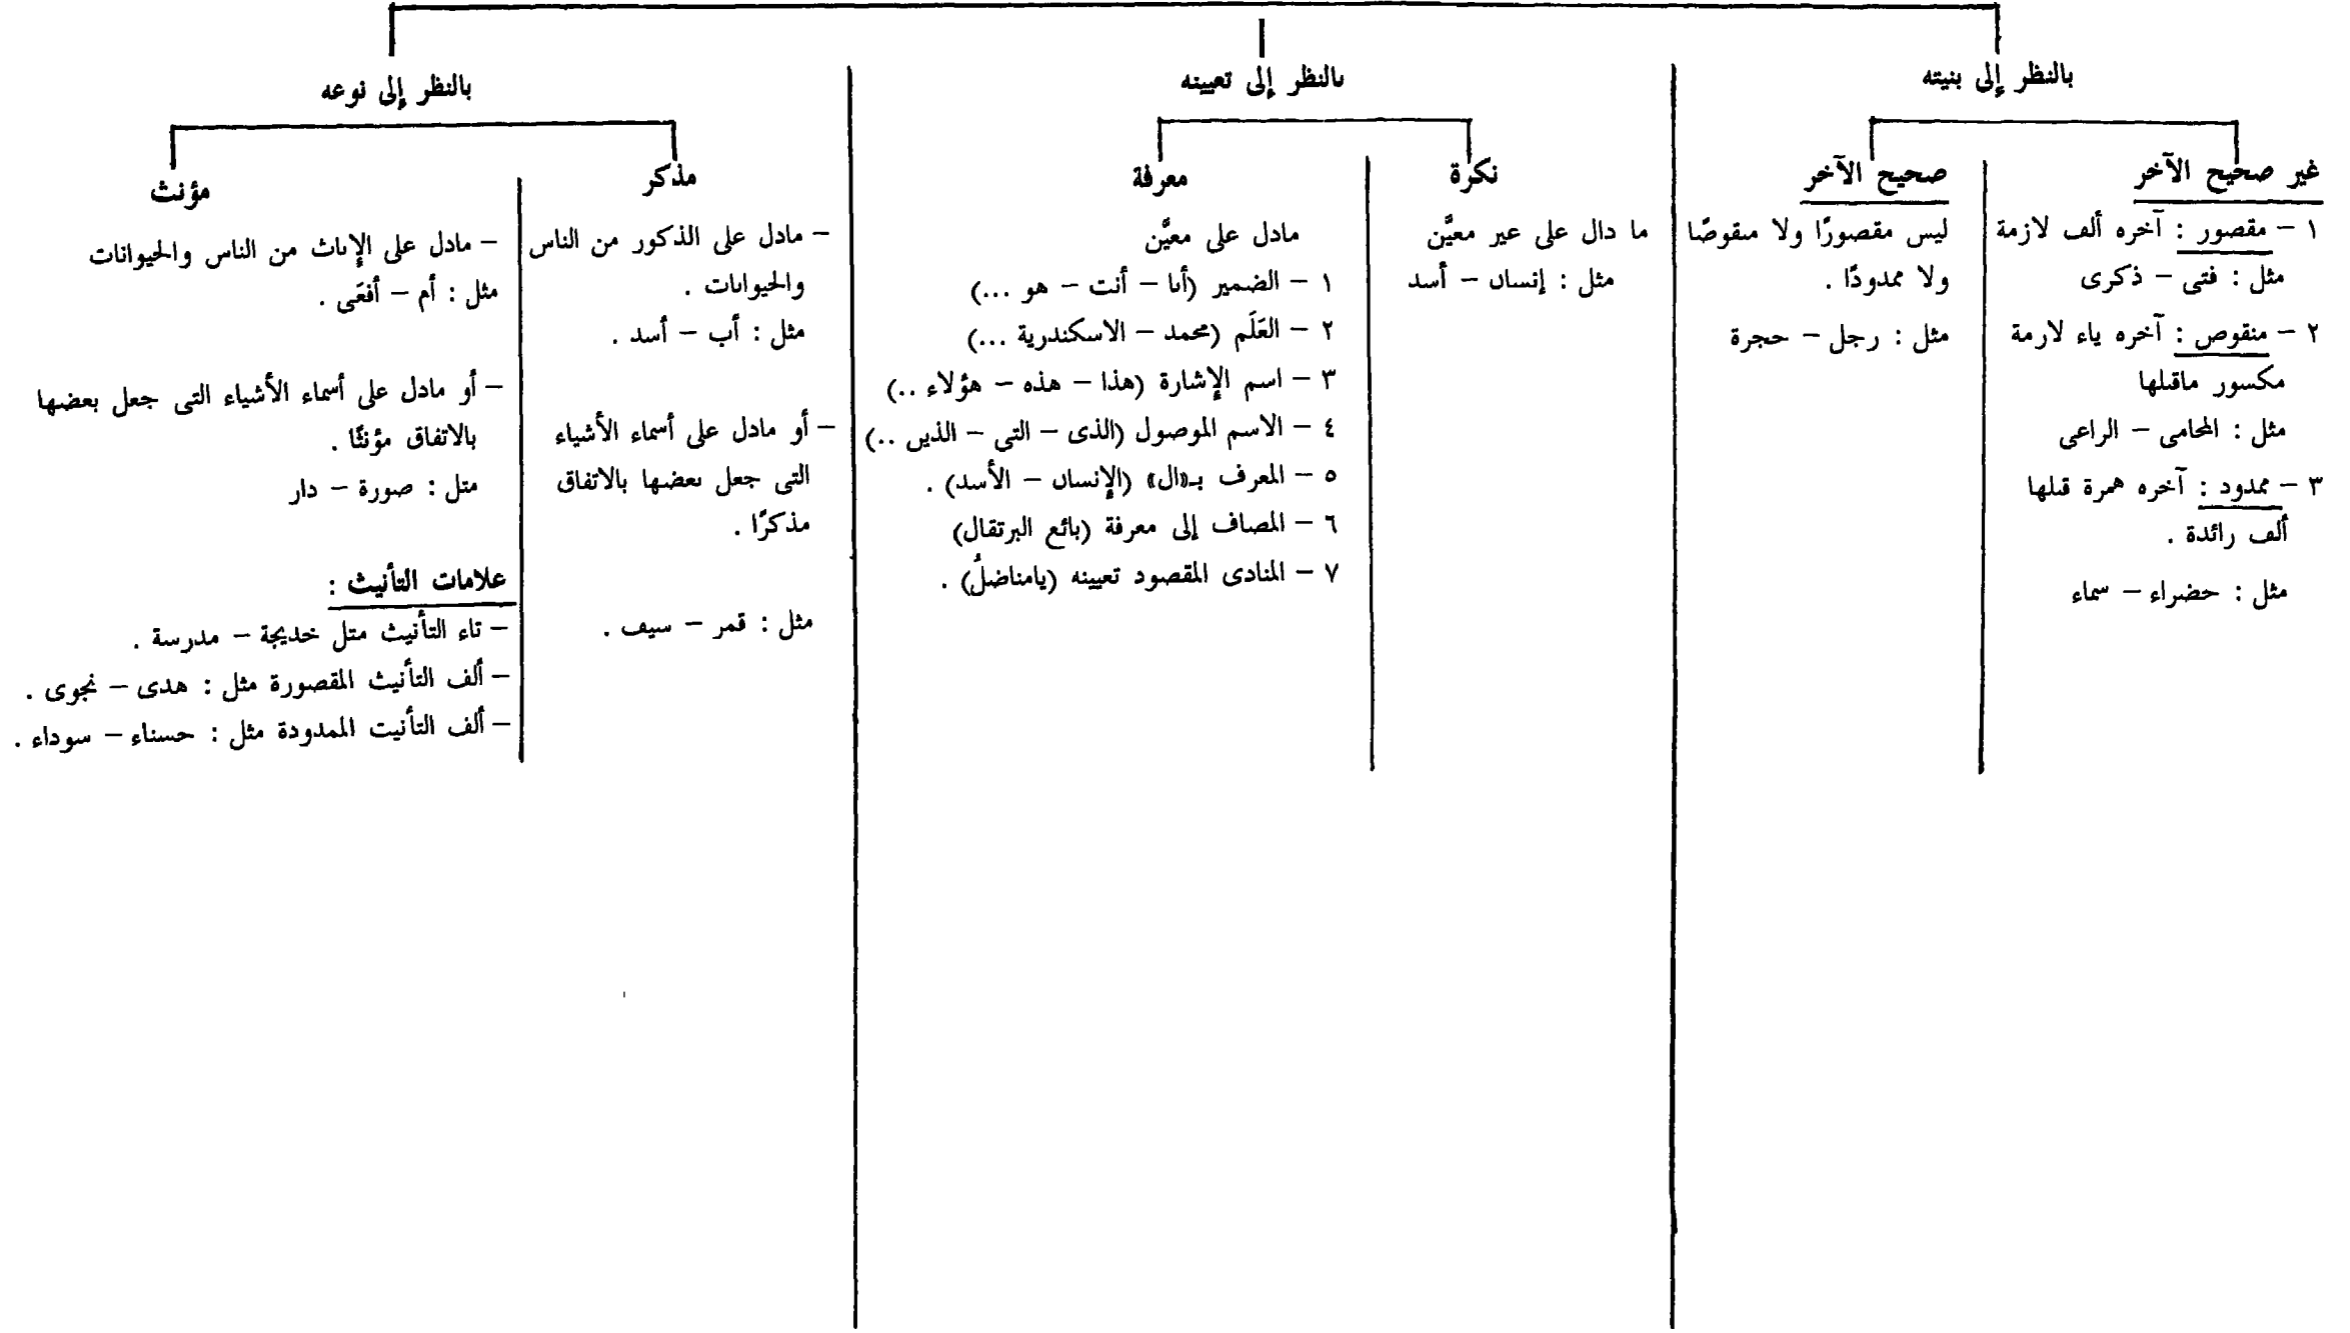 بالنظر إلى بنيته
غير صحيح الآخر
١ – مقصور : آخره ألف لازمة
مثل : فتى – ذكرى
٢ – منقوص : آخره ياء لازمة
مكسور ماقبلها
مثل : المحامى – الراعى
٣ – ممدود : آخره همزة قبلها
ألف زائدة .
مثل : خضراء – سماء
صحيح الآخر
ليس مقصورًا ولا منقوصًا
ولا ممدودًا .
مثل : رجل – حجرة
بالنظر إلى تعيينه
نكرة
ما دال على غير معيَّن
مثل : إنسان – أسد
معرفة
مادل على معيَّن
١ – الضمير (أنا – أنت – هو ...)
٢ – العَلَم (محمد – الاسكندرية ...)
٣ – اسم الإشارة (هذا – هذه – هؤلاء ..)
٤ – الاسم الموصول (الذى – التى – الذين ..)
٥ – المعرف بـ«ال» (الإنسان – الأسد) .
٦ – المضاف إلى معرفة (بائع البرتقال)
٧ – المنادى المقصود تعيينه (يامناضلُ) .
بالنظر إلى نوعه
مذكر
– مادل على الذكور من الناس
والحيوانات .
مثل : أب – أسد .
– أو مادل على أسماء الأشياء
التى جعل بعضها بالاتفاق
مذكرًا .
مثل : قمر – سيف .
مؤنث
– مادل على الإناث من الناس والحيوانات
مثل : أم – أفعَى .
– أو مادل على أسماء الأشياء التى جعل بعضها
بالاتفاق مؤنثًا .
مثل : صورة – دار
علامات التأنيث :
– تاء التأنيث مثل خديجة – مدرسة .
– ألف التأنيث المقصورة مثل : هدى – نجوى .
– ألف التأنيث الممدودة مثل : حسناء – سوداء .